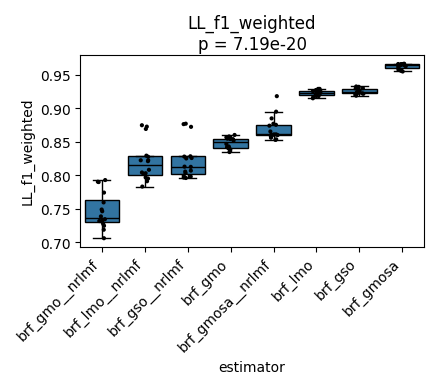 LL_f1_weighted
p = 7.19e-20
LL_f1_weighted
0.95
0.90
0.85
0.80
0.75
0.70
brf_gmo__nrlmf
brf_lmo__nrlmf
brf_gso__nrlmf
brf_gmo
brf_gmosa__nrlmf
brf_lmo
brf_gso
brf_gmosa
estimator